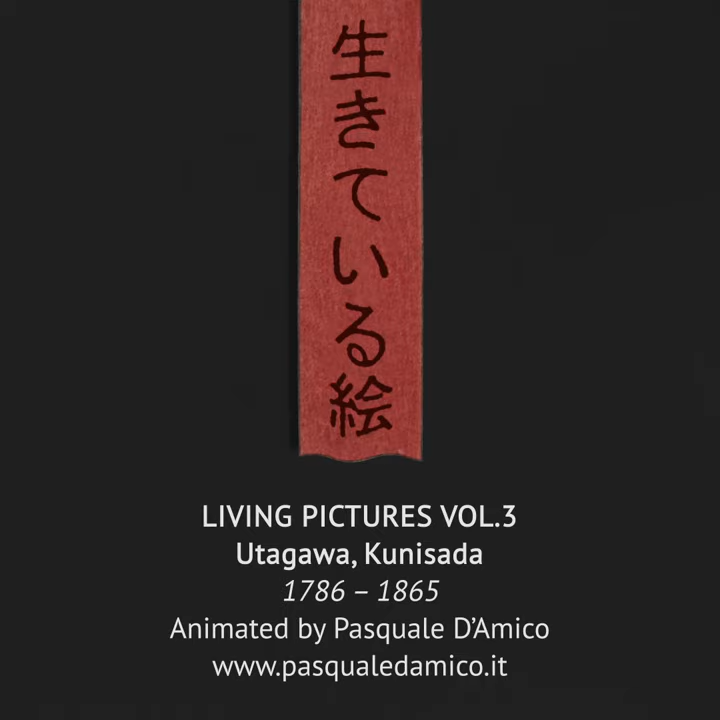 生きている絵
LIVING PICTURES VOL.3
Utagawa, Kunisada
1786 – 1865
Animated by Pasquale D’Amico
www.pasqualedamico.it